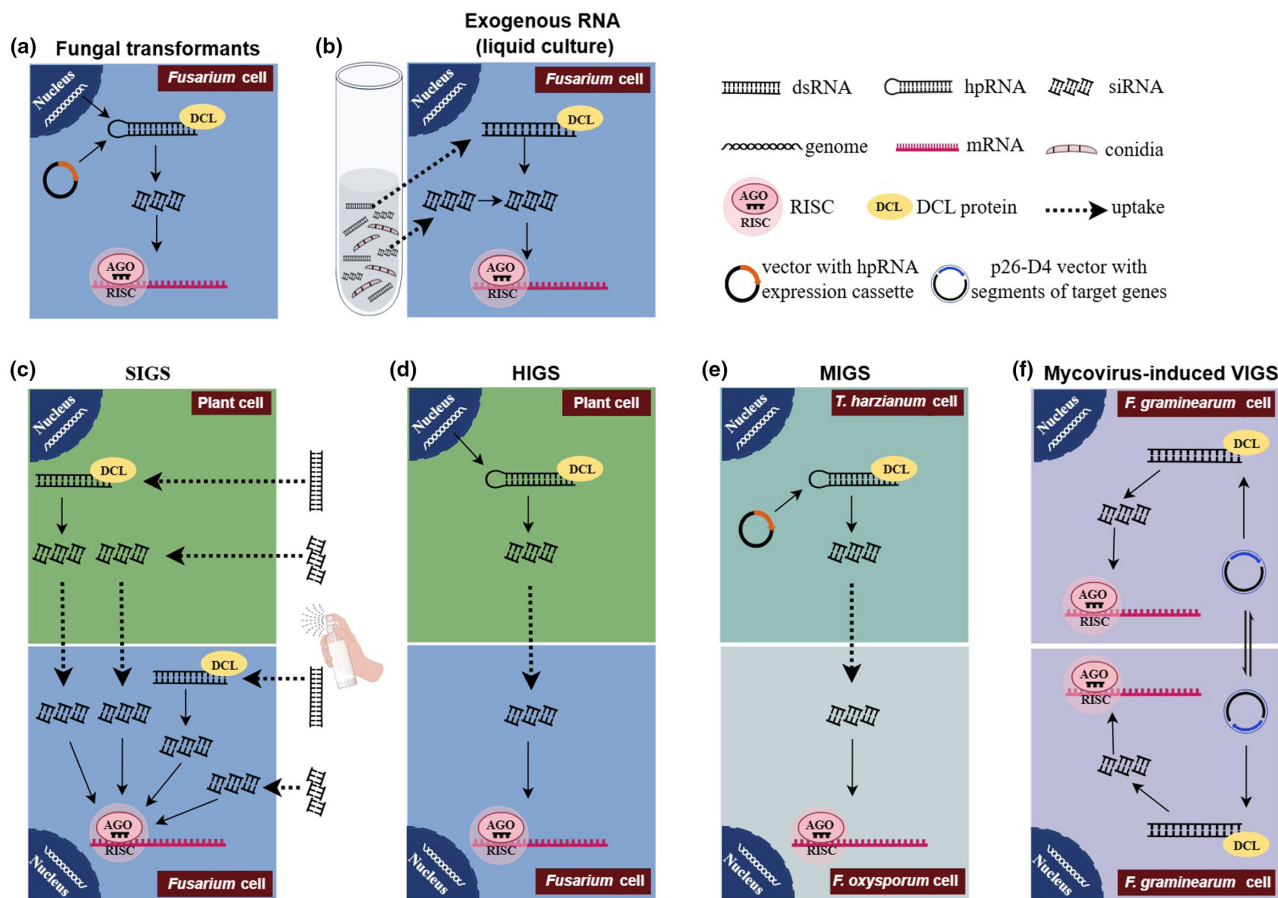 (a)
Fungal transformants
Nucleus
Fusarium cell
DCL
AGO
RISC
(b)
Exogenous RNA
(liquid culture)
Fusarium cell
Nucleus
DCL
AGO
RISC
dsRNA
hpRNA
siRNA
genome
mRNA
conidia
AGO
RISC
RISC
DCL
DCL protein
uptake
vector with hpRNA
expression cassette
p26-D4 vector with
segments of target genes
(c)
SIGS
Nucleus
Plant cell
DCL
DCL
AGO
RISC
Nucleus
Fusarium cell
(d)
HIGS
Nucleus
Plant cell
DCL
AGO
RISC
Nucleus
Fusarium cell
(e)
MIGS
Nucleus
T. harzianum cell
DCL
AGO
RISC
Nucleus
F. oxysporum cell
(f)
Mycovirus-induced VIGS
Nucleus
F. graminearum cell
DCL
AGO
RISC
AGO
RISC
DCL
Nucleus
F. graminearum cell